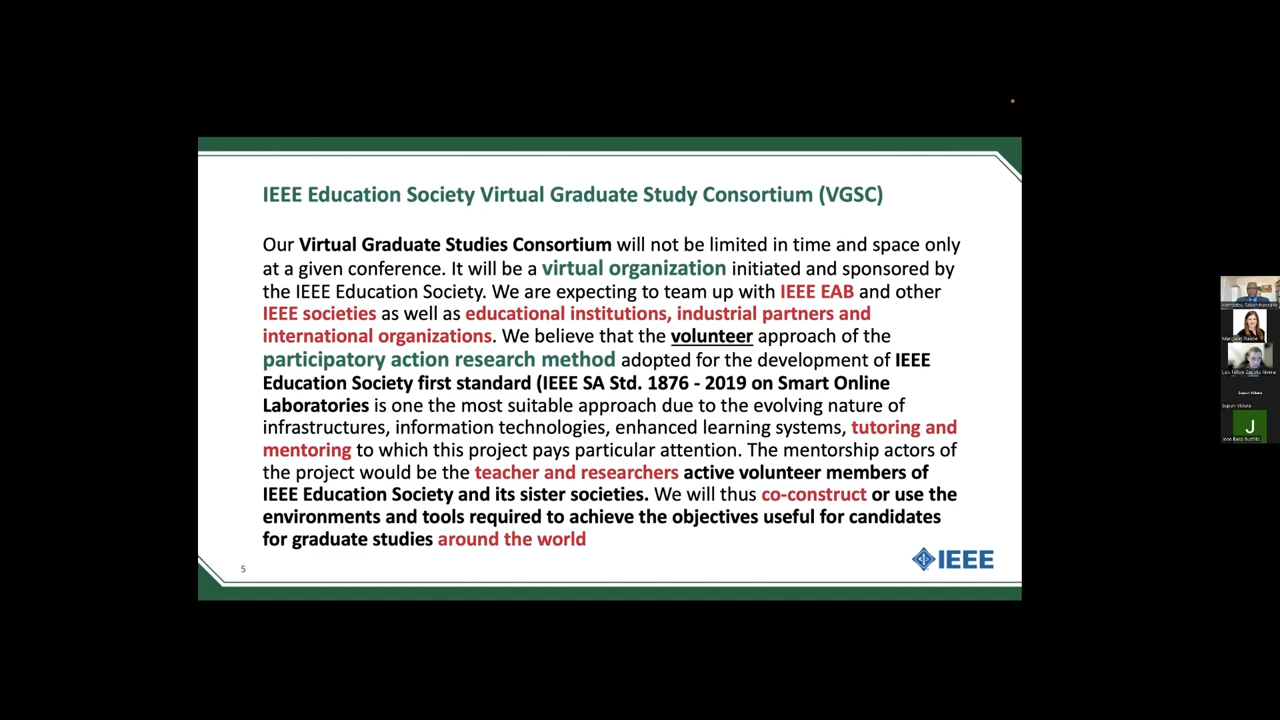 IEEE Education Society Virtual Graduate Study Consortium (VGSC)
Our Virtual Graduate Studies Consortium will not be limited in time and space only
at a given conference. It will be a virtual organization initiated and sponsored by
the IEEE Education Society. We are expecting to team up with IEEE EAB and other
IEEE societies as well as educational institutions, industrial partners and
international organizations. We believe that the volunteer approach of the
participatory action research method adopted for the development of IEEE
Education Society first standard (IEEE SA Std. 1876 - 2019 on Smart Online
Laboratories is one the most suitable approach due to the evolving nature of
infrastructures, information technologies, enhanced learning systems, tutoring and
mentoring to which this project pays particular attention. The mentorship actors of
the project would be the teacher and researchers active volunteer members of
IEEE Education Society and its sister societies. We will thus co-construct or use the
environments and tools required to achieve the objectives useful for candidates
for graduate studies around the world
5
IEEE
Luis Felipe Zapata Rivera
Supun Vidura
Supun Vidura
J